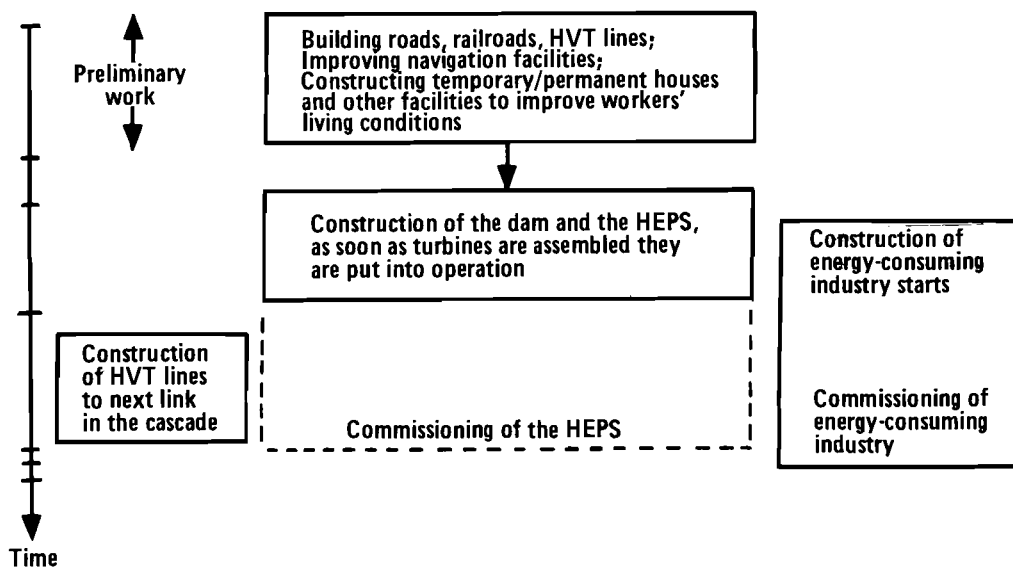 Preliminary
work
Building roads, railroads, HVT lines;
Improving navigation facilities;
Constructing temporary/permanent houses
and other facilities to improve workers'
living conditions
Construction of the dam and the HEPS,
as soon as turbines are assembled they
are put into operation
Construction of
energy-consuming
industry starts
Construction
of HVT lines
to next link
in the cascade
Commissioning of the HEPS
Commissioning of
energy-consuming
industry
Time